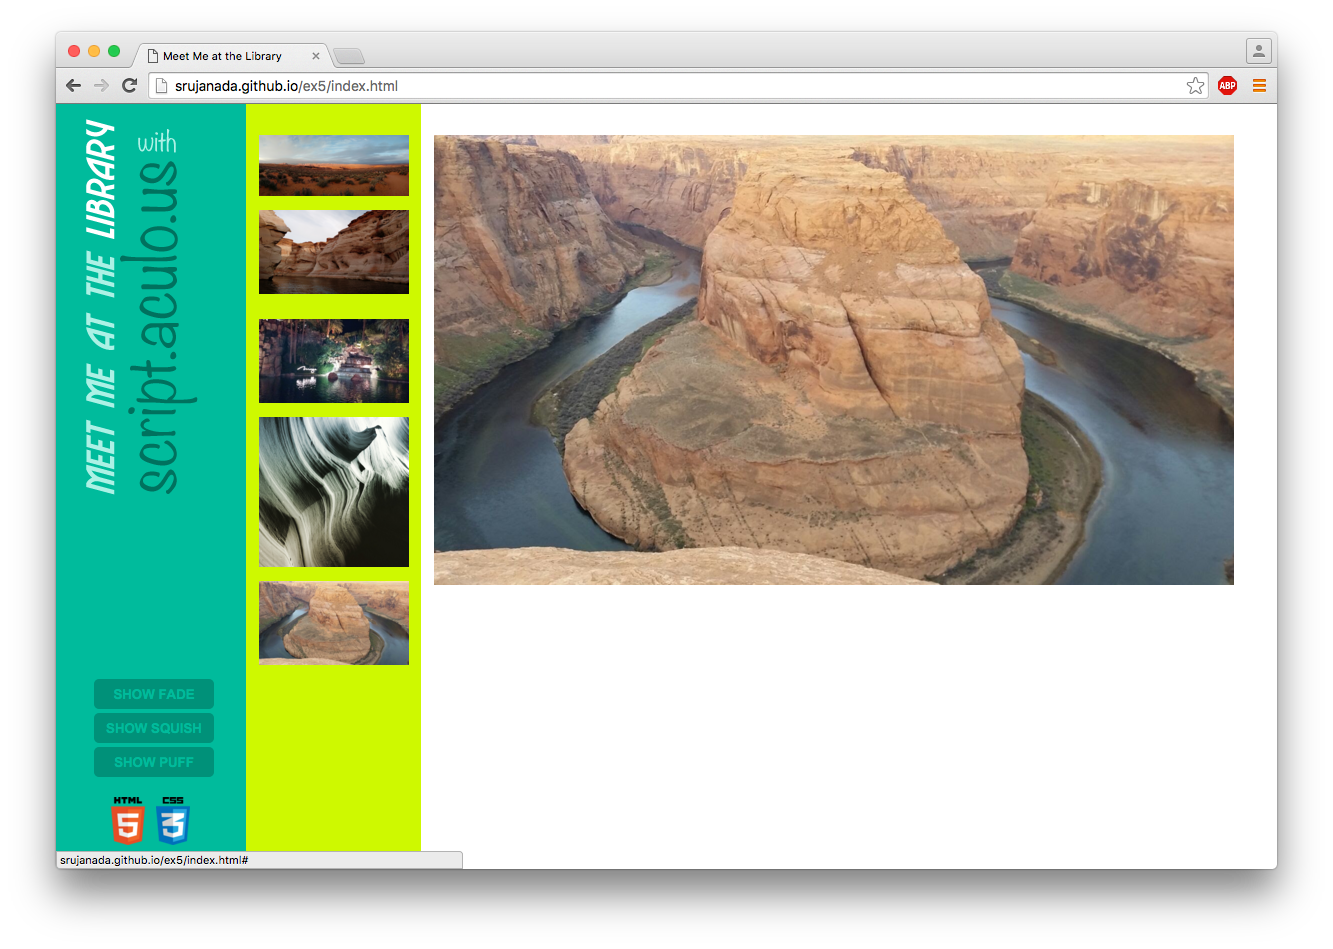 Meet Me at the Library
srujanada.github.io/ex5/index.html
ABP
MEET ME AT THE LIBRARY
with
script.aculo.us
SHOW FADE
SHOW SQUISH
SHOW PUFF
HTML
5
CSS
3
srujanada.github.io/ex5/index.html#